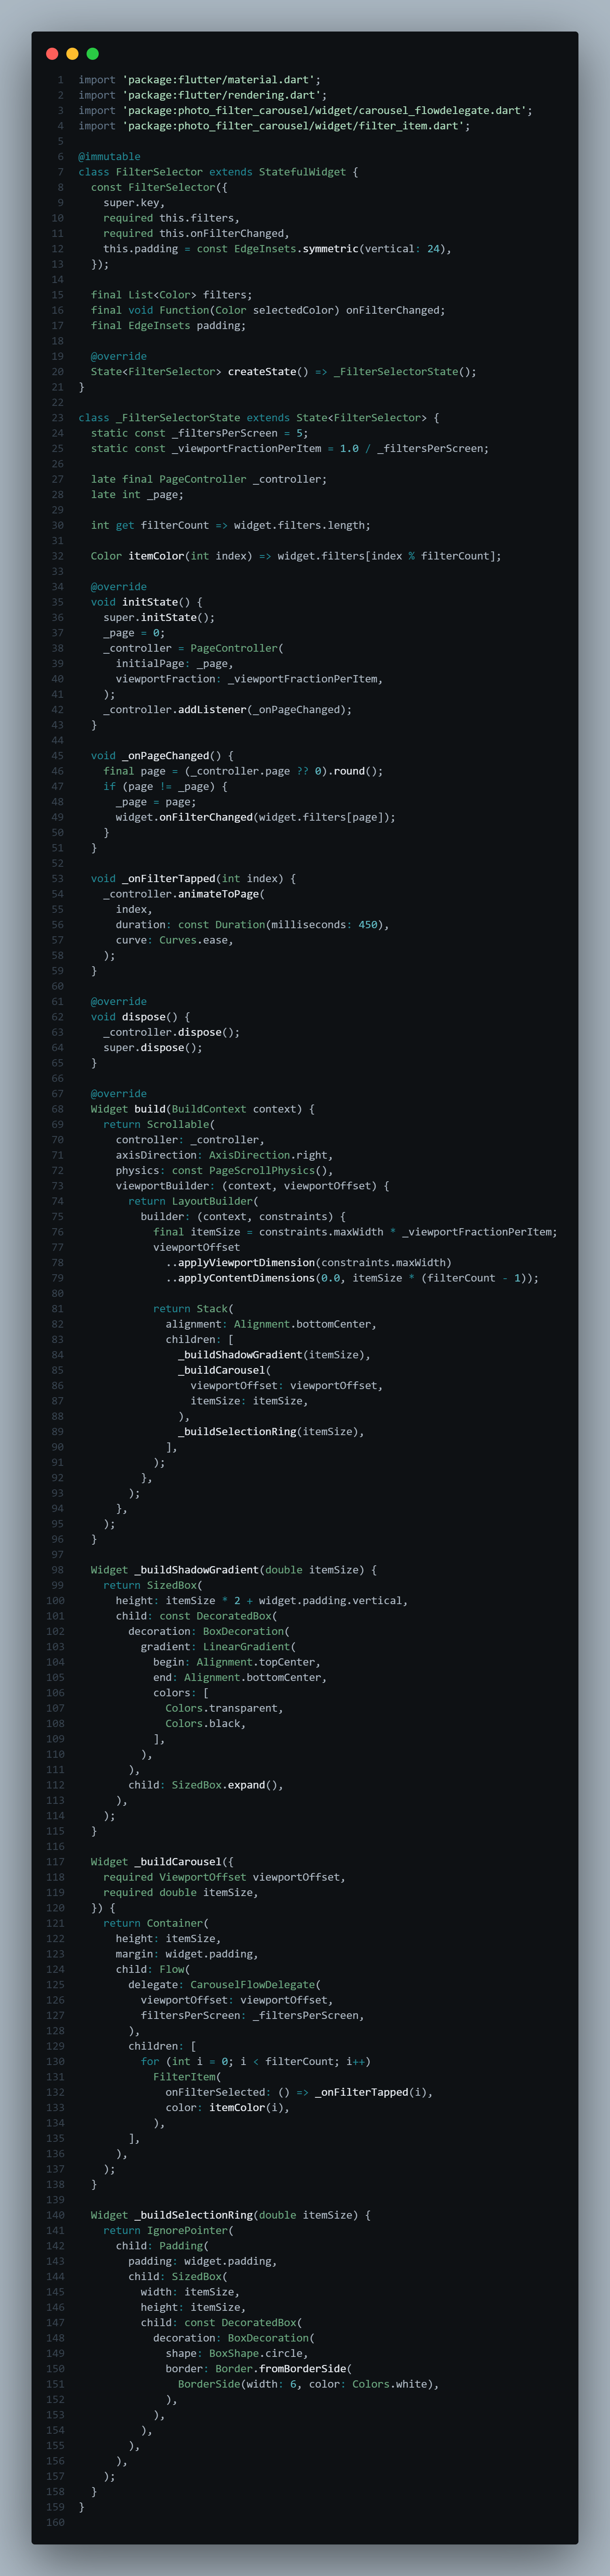 1 import 'package:flutter/material.dart';
2 import 'package:flutter/rendering.dart';
3 import 'package:photo_filter_carousel/widget/carousel_flowdelegate.dart';
4 import 'package:photo_filter_carousel/widget/filter_item.dart';
5
6 @immutable
7 class FilterSelector extends StatefulWidget {
8   const FilterSelector({
9     super.key,
10     required this.filters,
11     required this.onFilterChanged,
12     this.padding = const EdgeInsets.symmetric(vertical: 24),
13   });
14
15   final List<Color> filters;
16   final void Function(Color selectedColor) onFilterChanged;
17   final EdgeInsets padding;
18
19   @override
20   State<FilterSelector> createState() => _FilterSelectorState();
21 }
22
23 class _FilterSelectorState extends State<FilterSelector> {
24   static const _filtersPerScreen = 5;
25   static const _viewportFractionPerItem = 1.0 / _filtersPerScreen;
26
27   late final PageController _controller;
28   late int _page;
29
30   int get filterCount => widget.filters.length;
31
32   Color itemColor(int index) => widget.filters[index % filterCount];
33
34   @override
35   void initState() {
36     super.initState();
37     _page = 0;
38     _controller = PageController(
39       initialPage: _page,
40       viewportFraction: _viewportFractionPerItem,
41     );
42     _controller.addListener(_onPageChanged);
43   }
44
45   void _onPageChanged() {
46     final page = (_controller.page ?? 0).round();
47     if (page != _page) {
48       _page = page;
49       widget.onFilterChanged(widget.filters[page]);
50     }
51   }
52
53   void _onFilterTapped(int index) {
54     _controller.animateToPage(
55       index,
56       duration: const Duration(milliseconds: 450),
57       curve: Curves.ease,
58     );
59   }
60
61   @override
62   void dispose() {
63     _controller.dispose();
64     super.dispose();
65   }
66
67   @override
68   Widget build(BuildContext context) {
69     return Scrollable(
70       controller: _controller,
71       axisDirection: AxisDirection.right,
72       physics: const PageScrollPhysics(),
73       viewportBuilder: (context, viewportOffset) {
74         return LayoutBuilder(
75           builder: (context, constraints) {
76             final itemSize = constraints.maxWidth * _viewportFractionPerItem;
77             viewportOffset
78               ..applyViewportDimension(constraints.maxWidth)
79               ..applyContentDimensions(0.0, itemSize * (filterCount - 1));
80
81             return Stack(
82               alignment: Alignment.bottomCenter,
83               children: [
84                 _buildShadowGradient(itemSize),
85                 _buildCarousel(
86                   viewportOffset: viewportOffset,
87                   itemSize: itemSize,
88                 ),
89                 _buildSelectionRing(itemSize),
90               ],
91             );
92           },
93         );
94       },
95     );
96   }
97
98   Widget _buildShadowGradient(double itemSize) {
99     return SizedBox(
100       height: itemSize * 2 + widget.padding.vertical,
101       child: const DecoratedBox(
102         decoration: BoxDecoration(
103           gradient: LinearGradient(
104             begin: Alignment.topCenter,
105             end: Alignment.bottomCenter,
106             colors: [
107               Colors.transparent,
108               Colors.black,
109             ],
110           ),
111         ),
112         child: SizedBox.expand(),
113       ),
114     );
115   }
116
117   Widget _buildCarousel({
118     required ViewportOffset viewportOffset,
119     required double itemSize,
120   }) {
121     return Container(
122       height: itemSize,
123       margin: widget.padding,
124       child: Flow(
125         delegate: CarouselFlowDelegate(
126           viewportOffset: viewportOffset,
127           filtersPerScreen: _filtersPerScreen,
128         ),
129         children: [
130           for (int i = 0; i < filterCount; i++)
131             FilterItem(
132               onFilterSelected: () => _onFilterTapped(i),
133               color: itemColor(i),
134             ),
135         ],
136       ),
137     );
138   }
139
140   Widget _buildSelectionRing(double itemSize) {
141     return IgnorePointer(
142       child: Padding(
143         padding: widget.padding,
144         child: SizedBox(
145           width: itemSize,
146           height: itemSize,
147           child: const DecoratedBox(
148             decoration: BoxDecoration(
149               shape: BoxShape.circle,
150               border: Border.fromBorderSide(
151                 BorderSide(width: 6, color: Colors.white),
152               ),
153             ),
154           ),
155         ),
156       ),
157     );
158   }
159 }
160